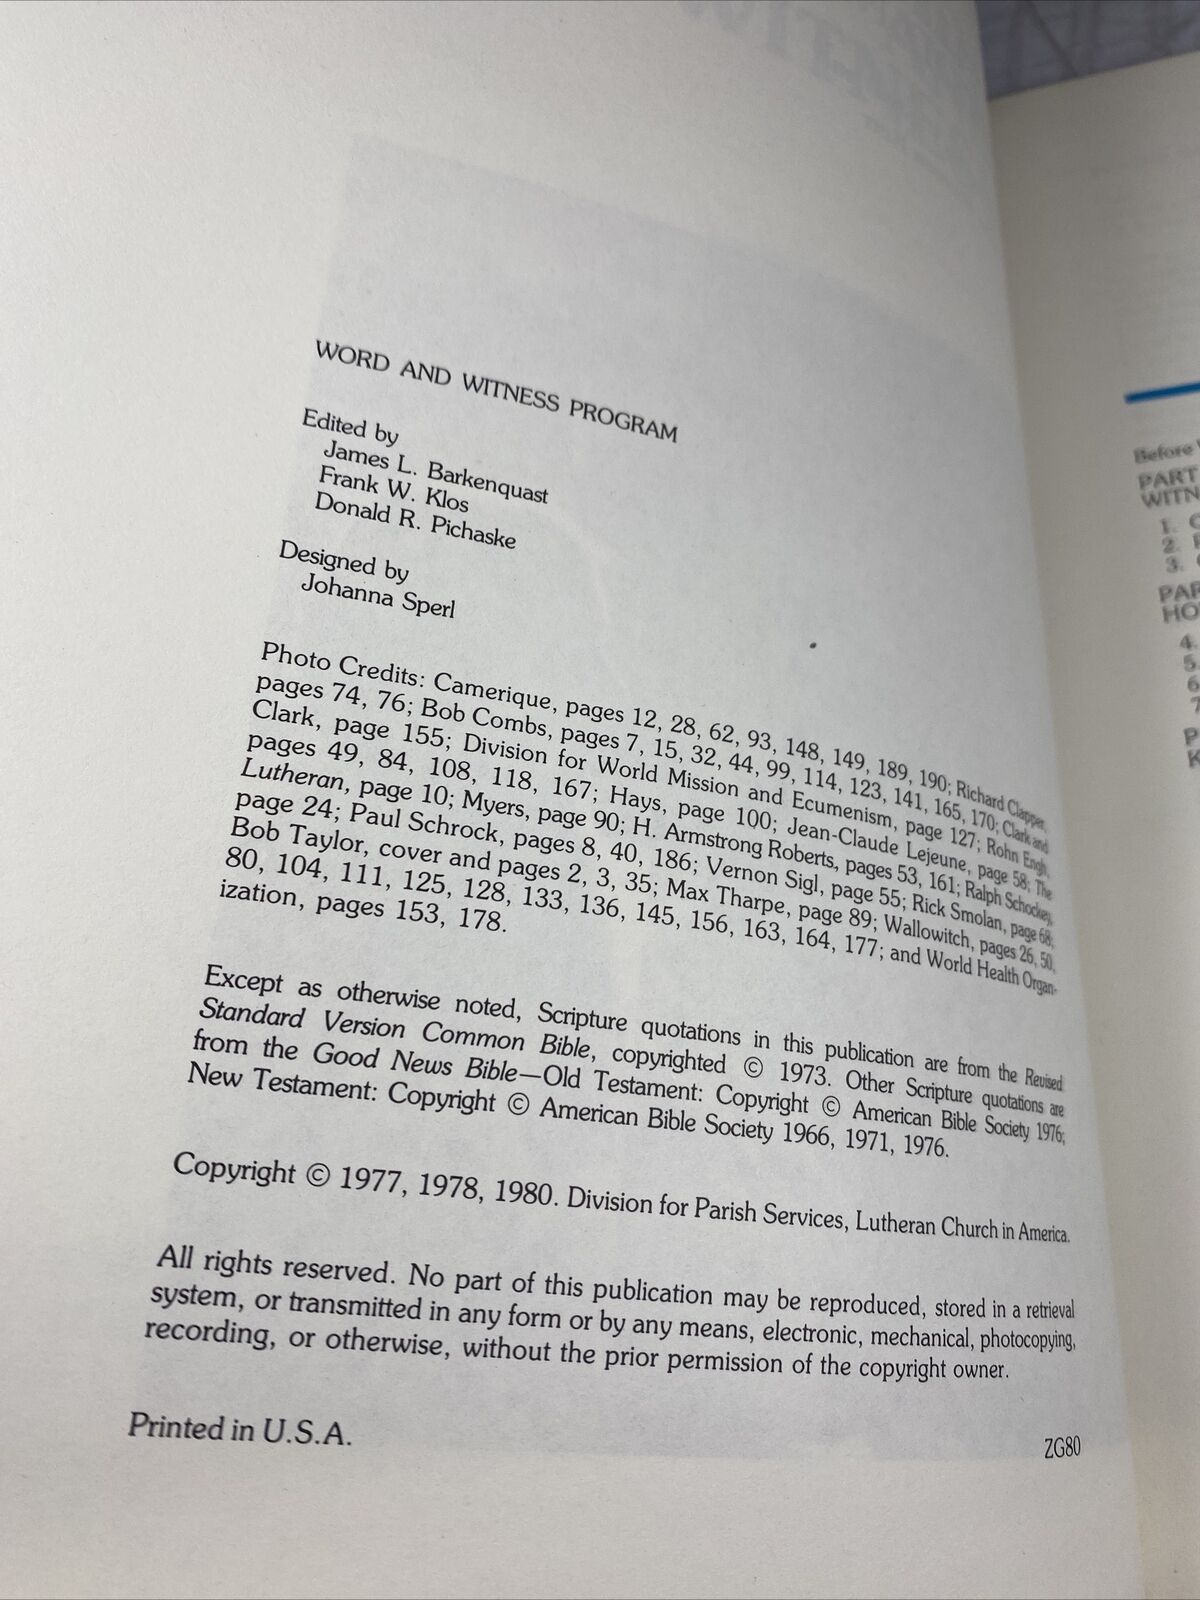 WORD AND WITNESS PROGRAM
Edited by
James L. Barkenquast
Frank W. Klos
Donald R. Pichaske
Designed by
Johanna Sperl
Photo Credits: Camerique, pages 12, 28, 62, 93, 148, 149, 189, 190; Richard Clapper,
pages 74, 76; Bob Combs, pages 7, 15, 32, 44, 99, 114, 123, 141, 165, 170; Clark and
Clark, page 155; Division for World Mission and Ecumenism, page 127; Rohn Engh,
pages 49, 84, 108, 118, 167; Hays, page 100; Jean-Claude Lejeune, page 58; The
Lutheran, page 10; Myers, page 90; H. Armstrong Roberts, pages 53, 161; Ralph Schockey,
page 24; Paul Schrock, pages 8, 40, 186; Vernon Sigl, page 55; Rick Smolan, page 68;
Bob Taylor, cover and pages 2, 3, 35; Max Tharpe, page 89; Wallowitch, pages 26, 50,
80, 104, 111, 125, 128, 133, 136, 145, 156, 163, 164, 177; and World Health Organ-
ization, pages 153, 178.
Except as otherwise noted, Scripture quotations in this publication are from the Revised
Standard Version Common Bible, copyrighted © 1973. Other Scripture quotations are
from the Good News Bible—Old Testament: Copyright © American Bible Society 1976;
New Testament: Copyright © American Bible Society 1966, 1971, 1976.
Copyright © 1977, 1978, 1980. Division for Parish Services, Lutheran Church in America.
All rights reserved. No part of this publication may be reproduced, stored in a retrieval
system, or transmitted in any form or by any means, electronic, mechanical, photocopying,
recording, or otherwise, without the prior permission of the copyright owner.
Printed in U.S.A.
ZG80
Before
PART
WITN
1.
2.
3.
PAR
HO
4.
5.
6
7